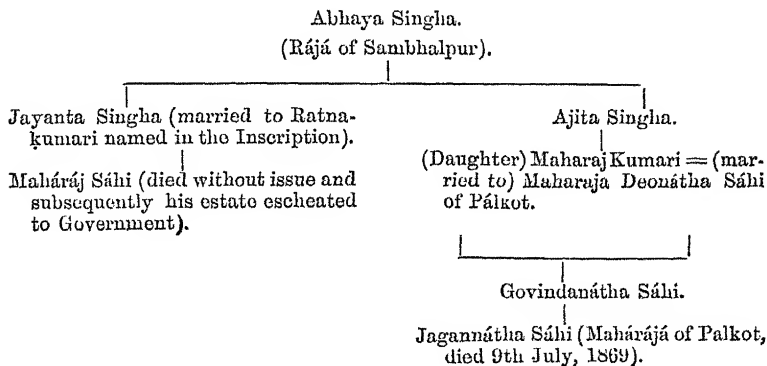 Abhaya Singha.
(Rájá of Sambhalpur).
Jayanta Singha (married to Ratna-
ḳumari named in the Inscription).
Maháráj Sáhi (died without issue and
subsequently his estate escheated
to Government).
Ajita Singha.
(Daughter) Maharaj Kumari = (mar-
ried to) Maharaja Deonátha Sáhi
of Pálkot.
Govindanátha Sáhi.
Jagannátha Sáhi (Mahárájá of Palkot,
died 9th July, 1869).